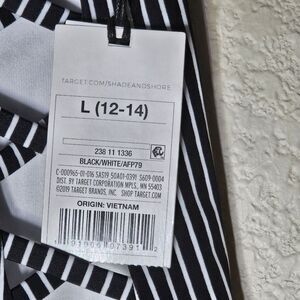 TARGET.COM/SHADEANDSHORE
L (12-14)
238 11 1336
BLACK/WHITE/AFP79
C-000965-01-016 SA519 50A01-0391 S609 0004
DIST. BY TARGET CORPORATION MPLS., MN 55403
©2019 TARGET BRANDS, INC. SHOP TARGET.COM
ORIGIN: VIETNAM